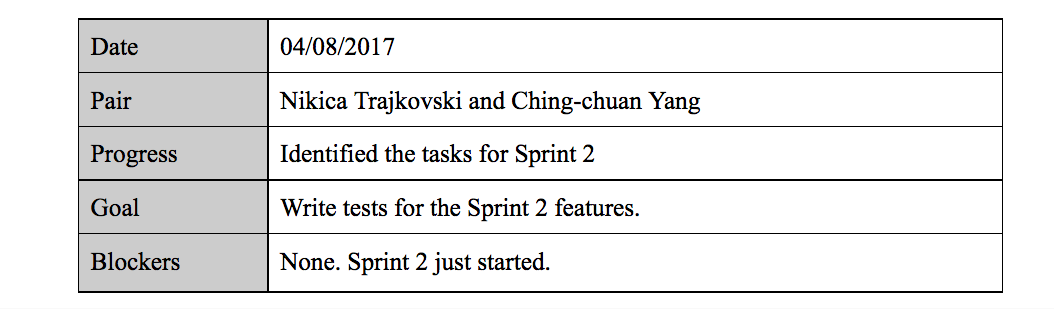 Date 04/08/2017
Pair Nikica Trajkovski and Ching-chuan Yang
Progress Identified the tasks for Sprint 2
Goal Write tests for the Sprint 2 features.
Blockers None. Sprint 2 just started.